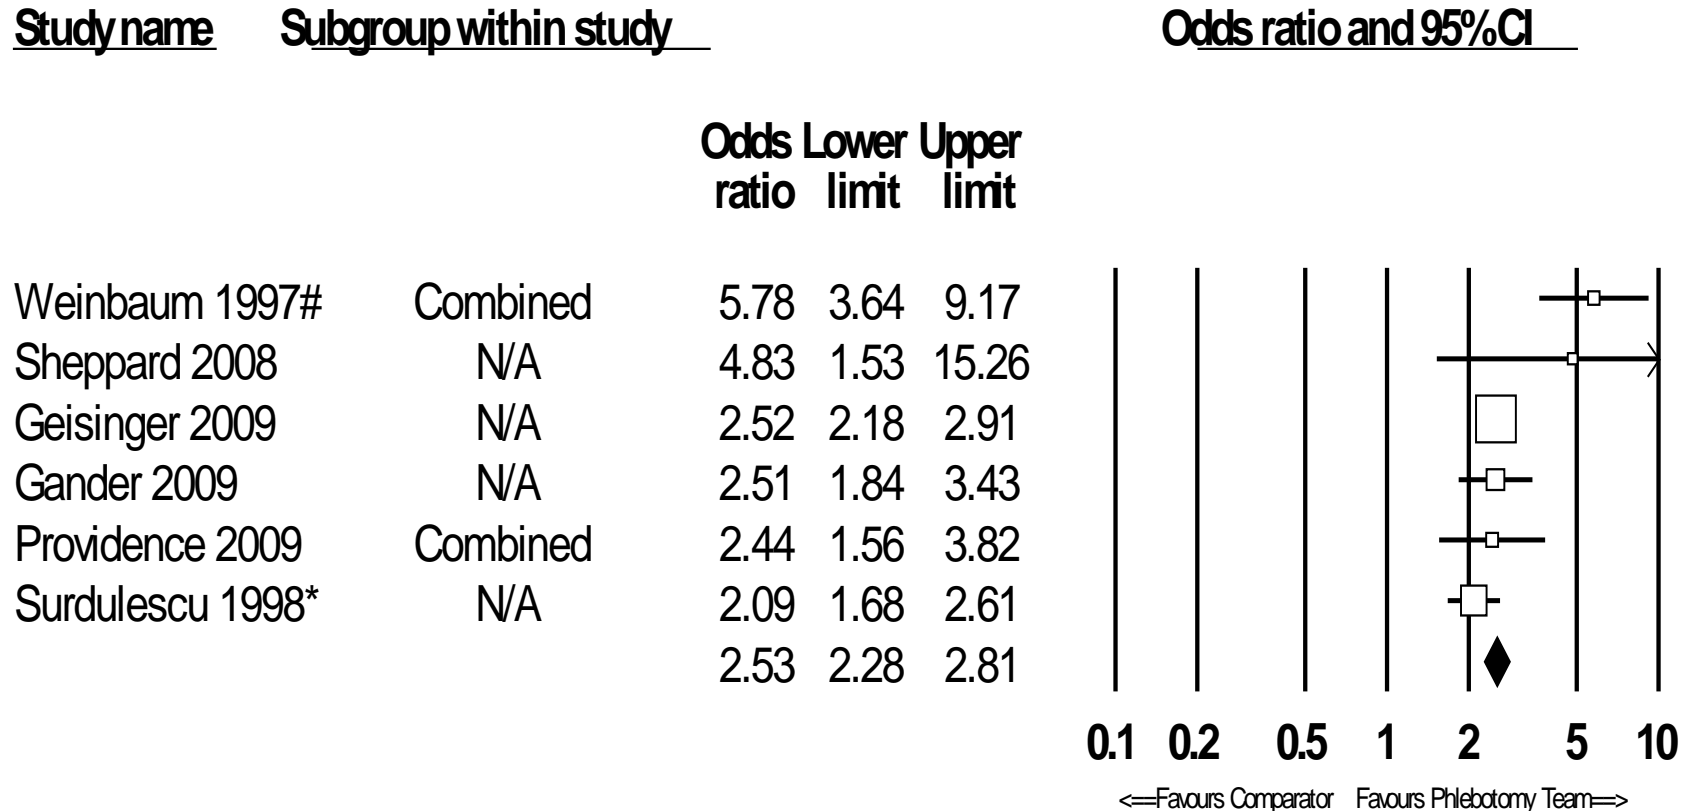 Study name Subgroup within study Odds ratio and 95% CI
Odds Lower Upper
ratio limit limit
Weinbaum 1997# Combined 5.78 3.64 9.17
Sheppard 2008 N/A 4.83 1.53 15.26
Geisinger 2009 N/A 2.52 2.18 2.91
Gander 2009 N/A 2.51 1.84 3.43
Providence 2009 Combined 2.44 1.56 3.82
Surdulescu 1998* N/A 2.09 1.68 2.61
2.53 2.28 2.81
0.1 0.2 0.5 1 2 5 10
<==Favours Comparator Favours Phlebotomy Team==>